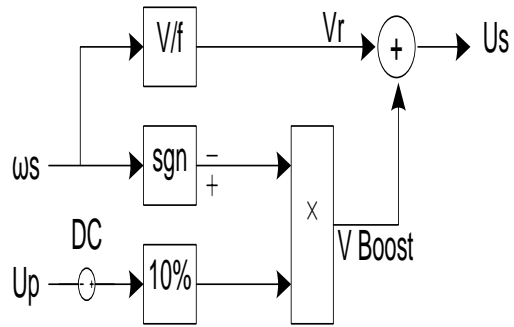 V/f
Vr
+
Us
ωs
sgn
−
+
×
DC
Up
- +
10%
V Boost